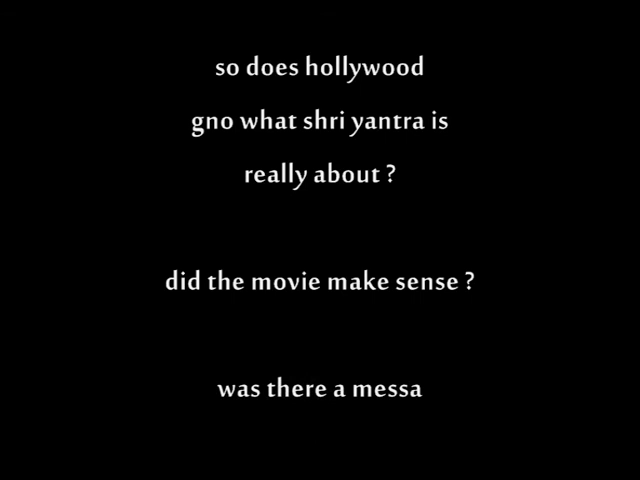 so does hollywood
gno what shri yantra is
really about ?
did the movie make sense ?
was there a messa